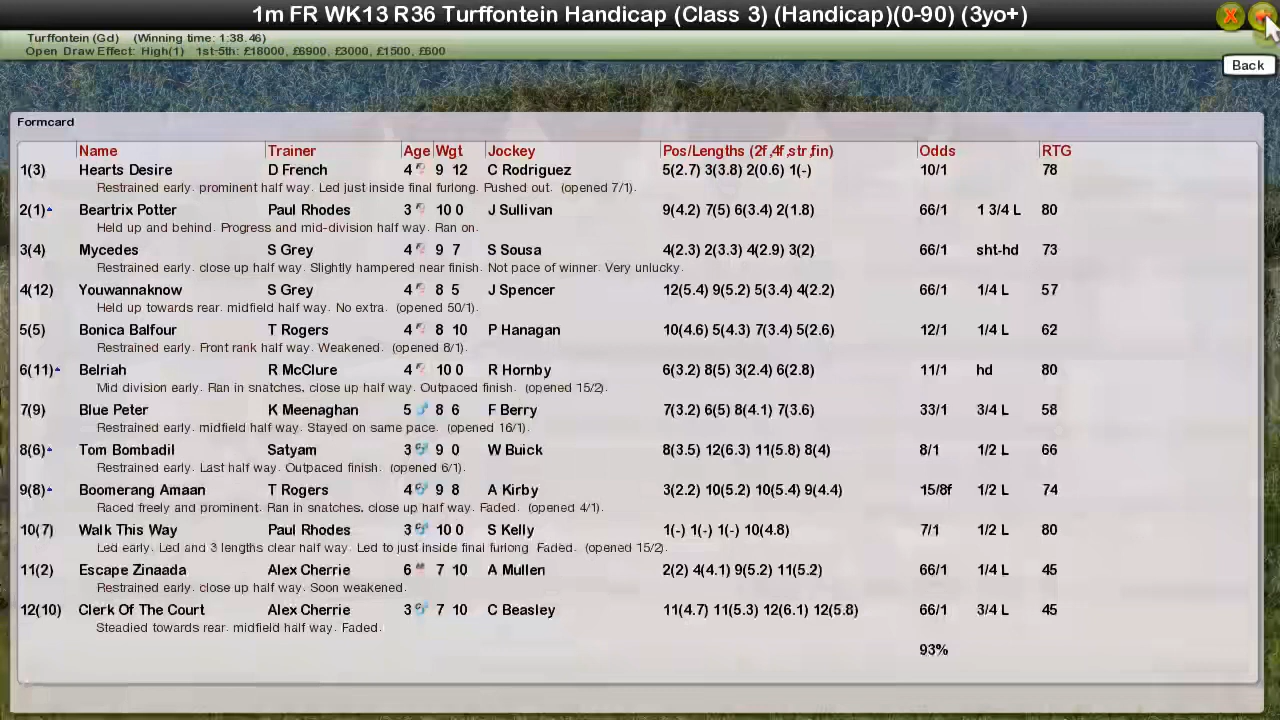 1m FR WK13 R36 Turffontein Handicap (Class 3) (Handicap)(0-90) (3yo+)
Turffontein (Gd) (Winning time: 1:38.46)
Open Draw Effect: High(1) 1st-5th: £18000, £6900, £3000, £1500, £600
Back
Formcard
Name Trainer Age Wgt Jockey Pos/Lengths (2f,4f,str,fin) Odds RTG
1(3) Hearts Desire D French 4 9 12 C Rodriguez 5(2.7) 3(3.8) 2(0.6) 1(-) 10/1 78
Restrained early. prominent half way. Led just inside final furlong. Pushed out. (opened 7/1).
2(1) Beartrix Potter Paul Rhodes 3 10 0 J Sullivan 9(4.2) 7(5) 6(3.4) 2(1.8) 66/1 1 3/4 L 80
Held up and behind. Progress and mid-division half way. Ran on.
3(4) Mycedes S Grey 4 9 7 S Sousa 4(2.3) 2(3.3) 4(2.9) 3(2) 66/1 sht-hd 73
Restrained early. close up half way. Slightly hampered near finish. Not pace of winner. Very unlucky.
4(12) Youwannaknow S Grey 4 8 5 J Spencer 12(5.4) 9(5.2) 5(3.4) 4(2.2) 66/1 1/4 L 57
Held up towards rear. midfield half way. No extra. (opened 50/1).
5(5) Bonica Balfour T Rogers 4 8 10 P Hanagan 10(4.6) 5(4.3) 7(3.4) 5(2.6) 12/1 1/4 L 62
Restrained early. Front rank half way. Weakened. (opened 8/1).
6(11) Belriah R McClure 4 10 0 R Hornby 6(3.2) 8(5) 3(2.4) 6(2.8) 11/1 hd 80
Mid division early. Ran in snatches. close up half way. Outpaced finish. (opened 15/2).
7(9) Blue Peter K Meenaghan 5 8 6 F Berry 7(3.2) 6(5) 8(4.1) 7(3.6) 33/1 3/4 L 58
Restrained early. midfield half way. Stayed on same pace. (opened 16/1).
8(6) Tom Bombadil Satyam 3 9 0 W Buick 8(3.5) 12(6.3) 11(5.8) 8(4) 8/1 1/2 L 66
Restrained early. Last half way. Outpaced finish. (opened 6/1).
9(8) Boomerang Amaan T Rogers 4 9 8 A Kirby 3(2.2) 10(5.2) 10(5.4) 9(4.4) 15/8f 1/2 L 74
Raced freely and prominent. Ran in snatches. close up half way. Faded. (opened 4/1).
10(7) Walk This Way Paul Rhodes 3 10 0 S Kelly 1(-) 1(-) 1(-) 10(4.8) 7/1 1/2 L 80
Led early. Led and 3 lengths clear half way. Led to just inside final furlong Faded. (opened 15/2).
11(2) Escape Zinaada Alex Cherrie 6 7 10 A Mullen 2(2) 4(4.1) 9(5.2) 11(5.2) 66/1 1/4 L 45
Restrained early. close up half way. Soon weakened.
12(10) Clerk Of The Court Alex Cherrie 3 7 10 C Beasley 11(4.7) 11(5.3) 12(6.1) 12(5.8) 66/1 3/4 L 45
Steadied towards rear. midfield half way. Faded.
93%